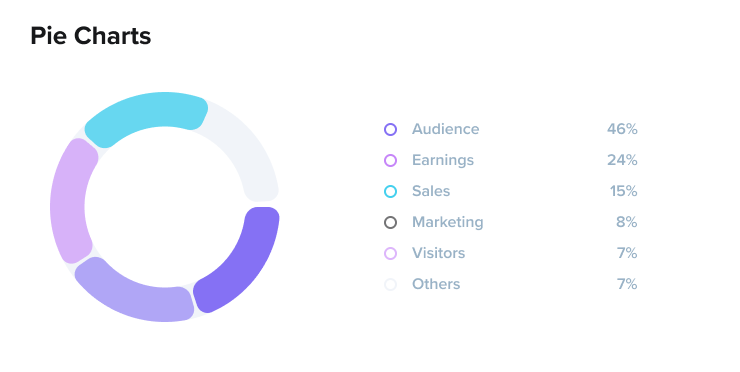 Pie Charts
Audience 46%
Earnings 24%
Sales 15%
Marketing 8%
Visitors 7%
Others 7%